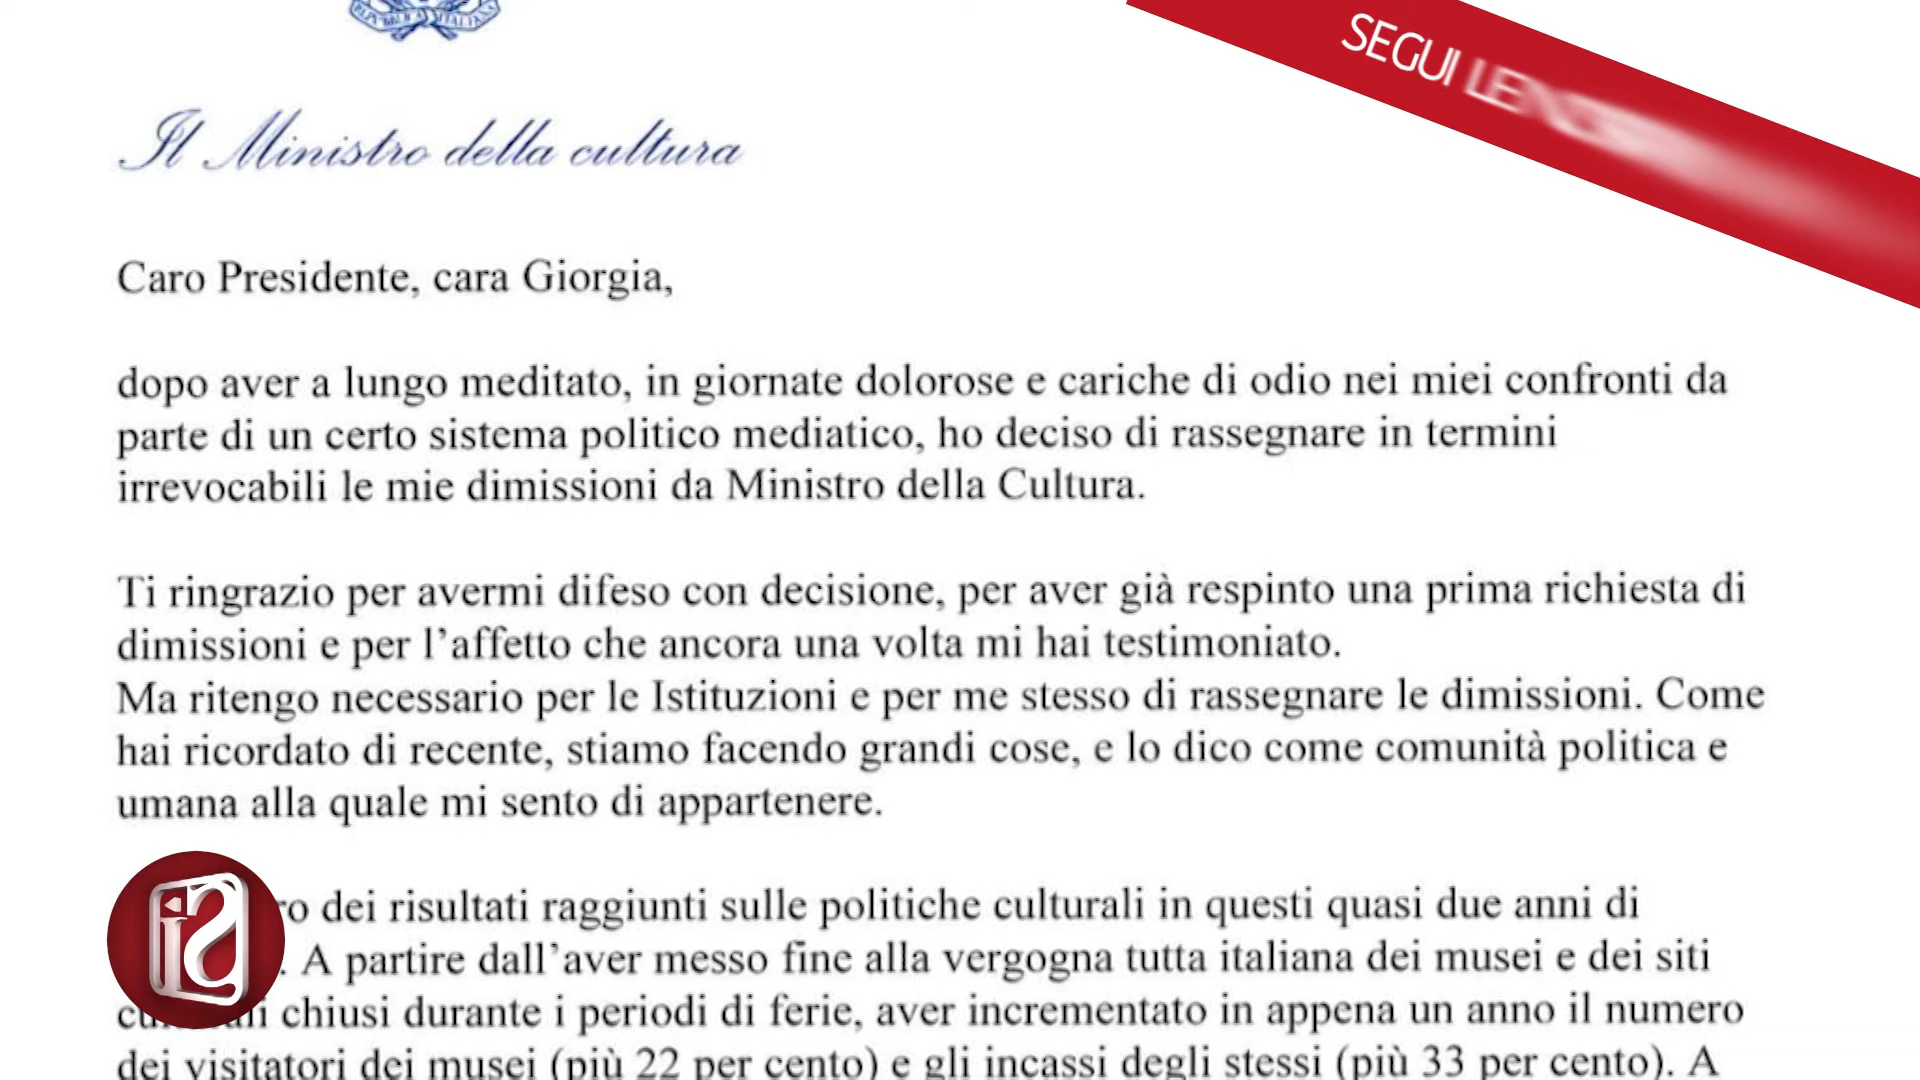 REPVBBLICA ITALIANA
Il Ministro della cultura
SEGUI
Caro Presidente, cara Giorgia,
dopo aver a lungo meditato, in giornate dolorose e cariche di odio nei miei confronti da
parte di un certo sistema politico mediatico, ho deciso di rassegnare in termini
irrevocabili le mie dimissioni da Ministro della Cultura.
Ti ringrazio per avermi difeso con decisione, per aver già respinto una prima richiesta di
dimissioni e per l’affetto che ancora una volta mi hai testimoniato.
Ma ritengo necessario per le Istituzioni e per me stesso di rassegnare le dimissioni. Come
hai ricordato di recente, stiamo facendo grandi cose, e lo dico come comunità politica e
umana alla quale mi sento di appartenere.
dei risultati raggiunti sulle politiche culturali in questi quasi due anni di
. A partire dall’aver messo fine alla vergogna tutta italiana dei musei e dei siti
chiusi durante i periodi di ferie, aver incrementato in appena un anno il numero
dei visitatori dei musei (più 22 per cento) e gli incassi degli stessi (più 33 per cento). A